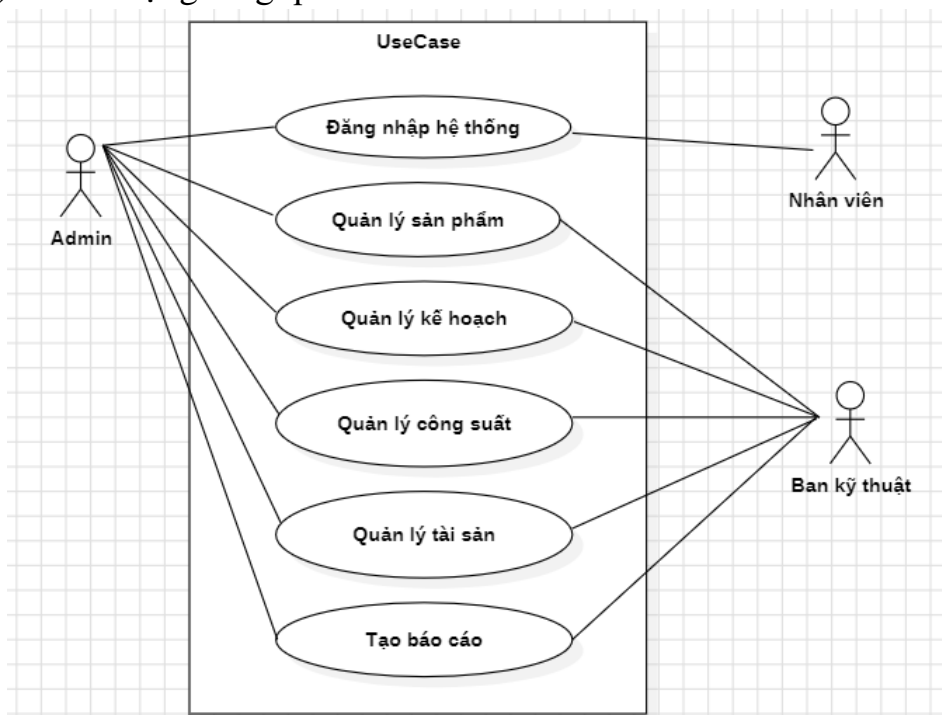 UseCase
Đăng nhập hệ thống
Nhân viên
Quản lý sản phẩm
Admin
Quản lý kế hoạch
Quản lý công suất
Ban kỹ thuật
Quản lý tài sản
Tạo báo cáo